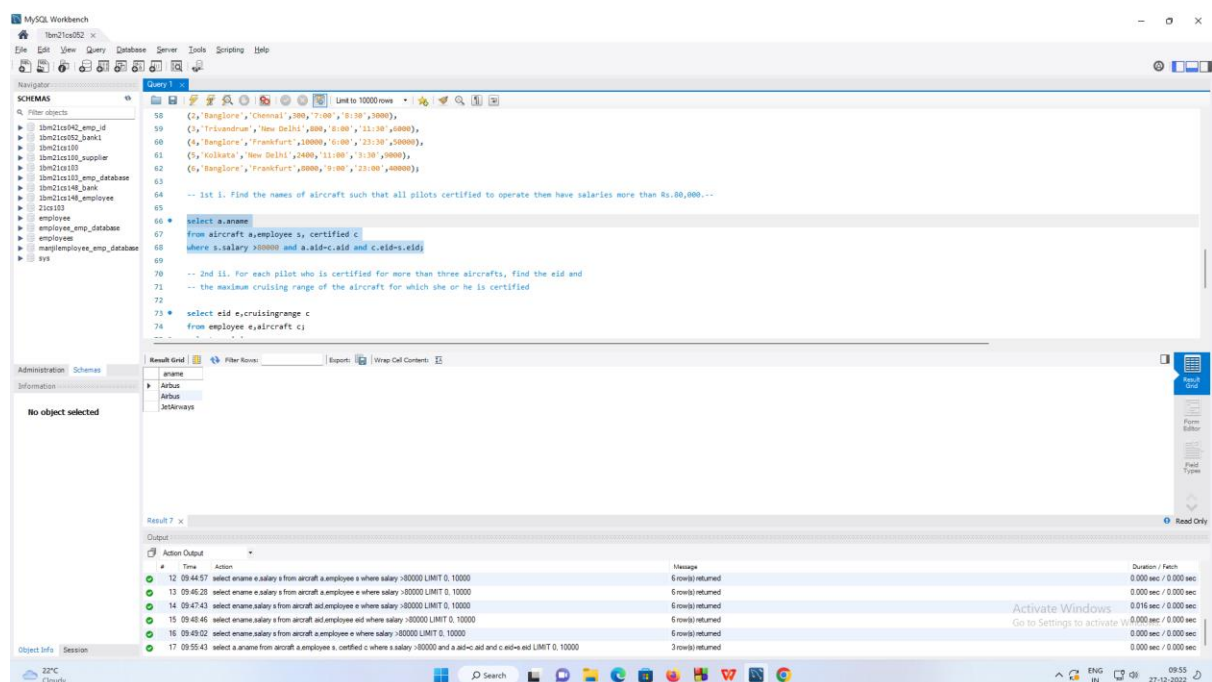 MySQL Workbench
1bm21cs052 ×
File Edit View Query Database Server Tools Scripting Help
Navigator
Query 1 ×
SCHEMAS
Limit to 10000 rows
Filter objects
1bm21cs042_emp_id
1bm21cs052_bank1
1bm21cs100
1bm21cs100_supplier
1bm21cs103
1bm21cs103_emp_database
1bm21cs148_bank
1bm21cs148_employee
21cs103
employee
employee_emp_database
employees
manjilemployee_emp_database
sys
58 (2,'Banglore','Chennai',300,'7:00','8:30',3000),
59 (3,'Trivandrum','New Delhi',800,'8:00','11:30',6000),
60 (4,'Banglore','Frankfurt',10000,'6:00','23:30',50000),
61 (5,'Kolkata','New Delhi',2400,'11:00','3:30',9000),
62 (6,'Banglore','Frankfurt',8000,'9:00','23:00',40000);
63
64 -- 1st i. Find the names of aircraft such that all pilots certified to operate them have salaries more than Rs.80,000.--
65
66 select a.aname
67 from aircraft a,employee s, certified c
68 where s.salary >80000 and a.aid=c.aid and c.eid=s.eid;
69
70 -- 2nd ii. For each pilot who is certified for more than three aircrafts, find the eid and
71 -- the maximum cruising range of the aircraft for which she or he is certified
72
73 select eid e,cruisingrange c
74 from employee e,aircraft c;
Administration Schemas
Information
No object selected
Result Grid Filter Rows: Export: Wrap Cell Content:
aname
Airbus
Airbus
JetAirways
Result Grid
Form Editor
Field Types
Result 7 ×
Read Only
Output
Action Output
# Time Action Message Duration / Fetch
12 09:44:57 select ename e,salary s from aircraft a,employee s where salary >80000 LIMIT 0, 10000 6 row(s) returned 0.000 sec / 0.000 sec
13 09:46:28 select ename e,salary s from aircraft a,employee e where salary >80000 LIMIT 0, 10000 6 row(s) returned 0.000 sec / 0.000 sec
14 09:47:43 select ename,salary s from aircraft aid,employee e where salary >80000 LIMIT 0, 10000 6 row(s) returned 0.016 sec / 0.000 sec
15 09:48:46 select ename,salary s from aircraft aid,employee eid where salary >80000 LIMIT 0, 10000 6 row(s) returned 0.000 sec / 0.000 sec
16 09:49:02 select ename,salary s from aircraft a,employee e where salary >80000 LIMIT 0, 10000 6 row(s) returned 0.000 sec / 0.000 sec
17 09:55:43 select a.aname from aircraft a,employee s, certified c where s.salary >80000 and a.aid=c.aid and c.eid=s.eid LIMIT 0, 10000 3 row(s) returned 0.000 sec / 0.000 sec
Activate Windows
Go to Settings to activate
Object Info Session
22°C
Cloudy
Search
ENG
IN
09:55
27-12-2022